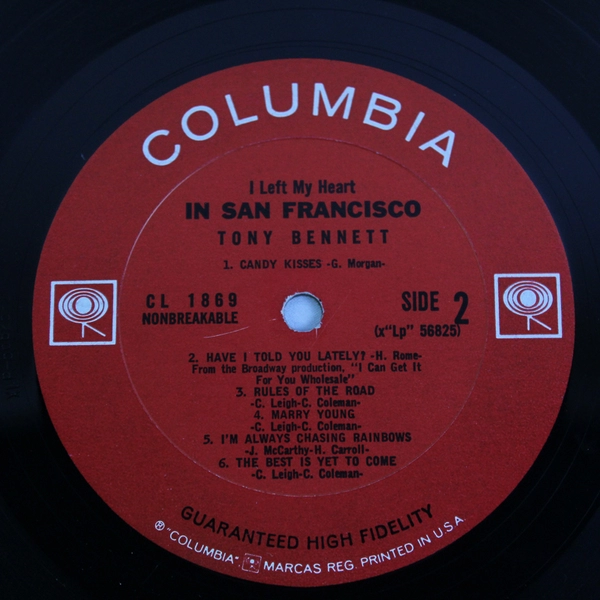 COLUMBIA
I Left My Heart
IN SAN FRANCISCO
TONY BENNETT
1. CANDY KISSES -G. Morgan-
CL 1869
NONBREAKABLE
SIDE 2
(x"Lp" 56825)
2. HAVE I TOLD YOU LATELY? -H. Rome-
From the Broadway production, "I Can Get It
For You Wholesale"
3. RULES OF THE ROAD
-C. Leigh-C. Coleman-
4. MARRY YOUNG
-C. Leigh-C. Coleman-
5. I'M ALWAYS CHASING RAINBOWS
-J. McCarthy-H. Carroll-
6. THE BEST IS YET TO COME
-C. Leigh-C. Coleman-
GUARANTEED HIGH FIDELITY
® "COLUMBIA", MARCAS REG. PRINTED IN U.S.A.